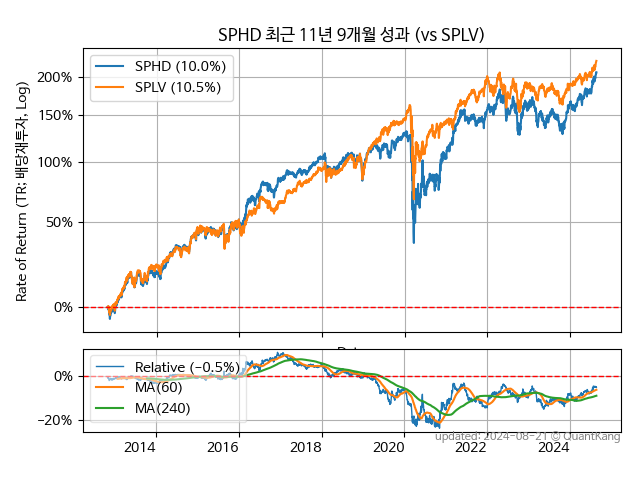 SPHD 최근 11년 9개월 성과 (vs SPLV)
Rate of Return (TR: 배당재투자, Log)
200%
150%
100%
50%
0%
SPHD (10.0%)
SPLV (10.5%)
0%
−20%
Relative (−0.5%)
MA(60)
MA(240)
2014 2016 2018 2020 2022 2024
updated: 2024-08-21 © QuantKang